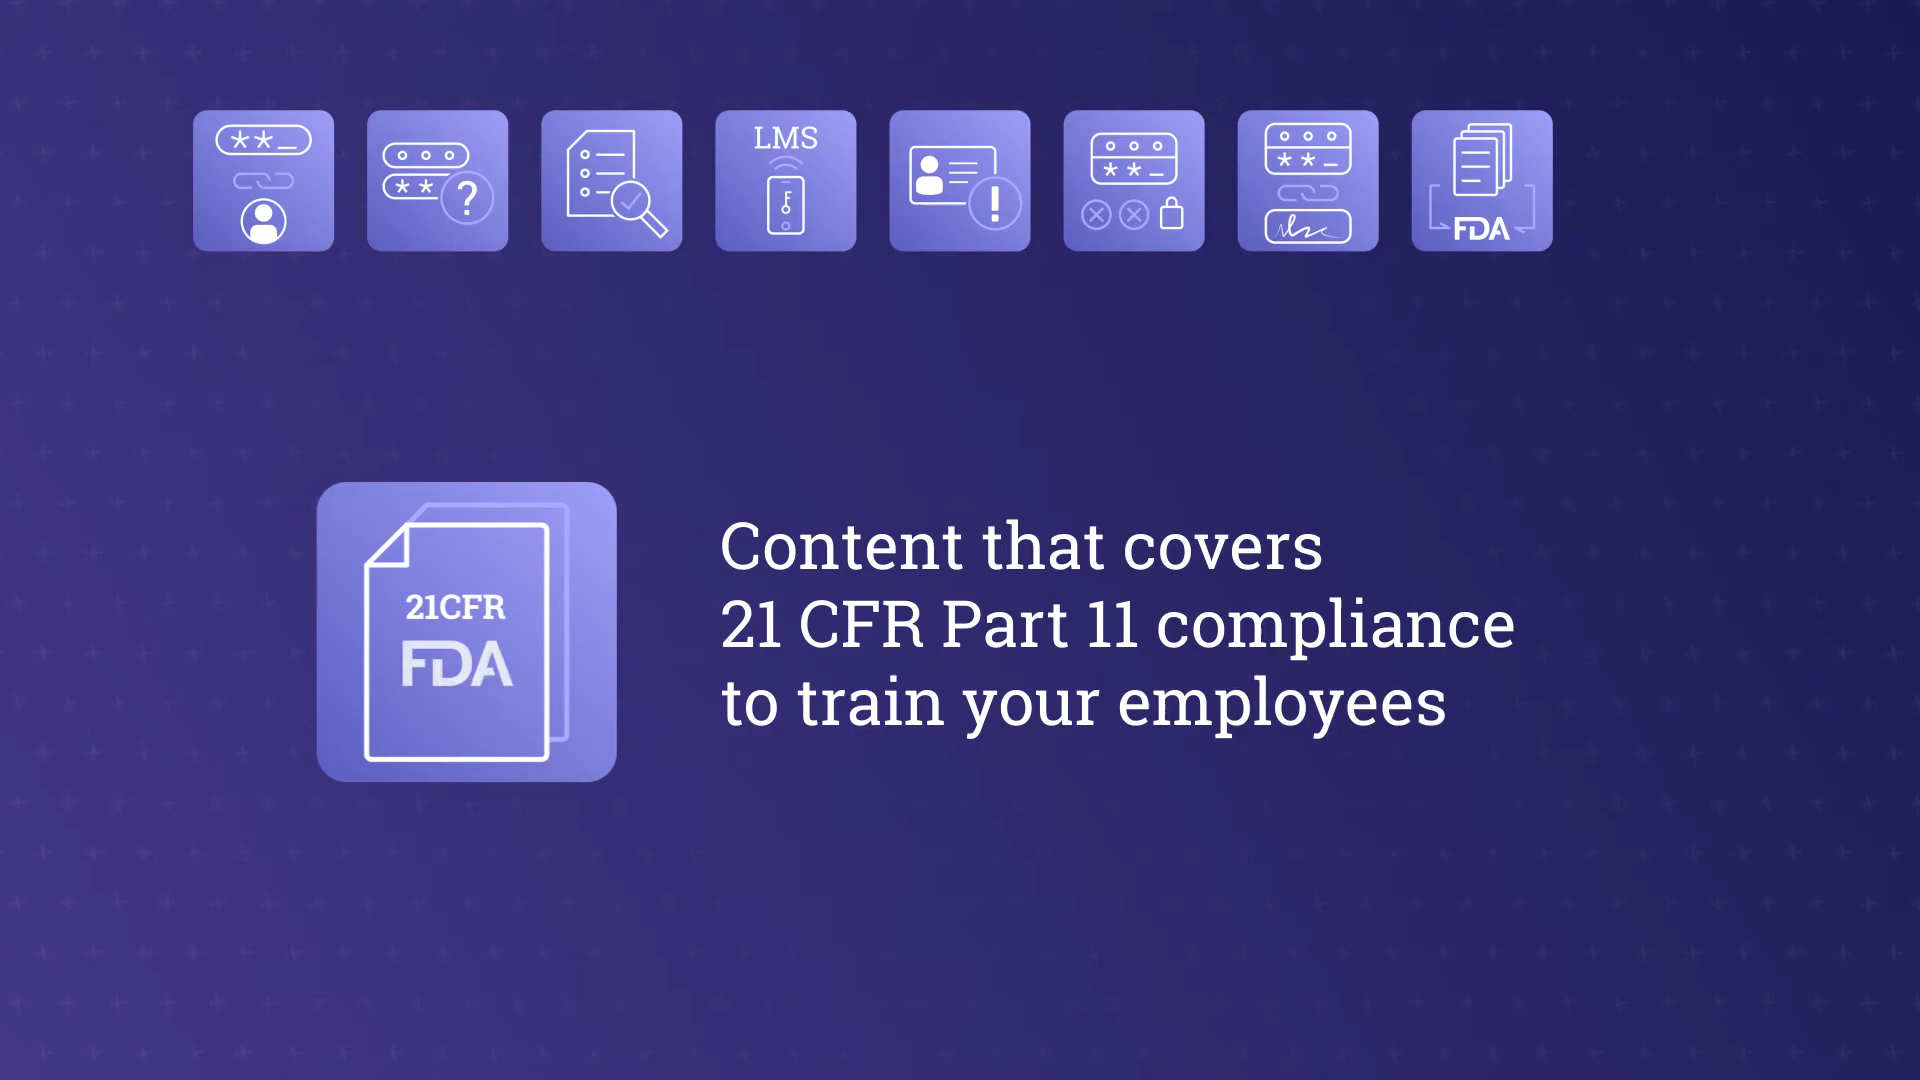 LMS
FDA
21CFR
FDA
Content that covers
21 CFR Part 11 compliance
to train your employees